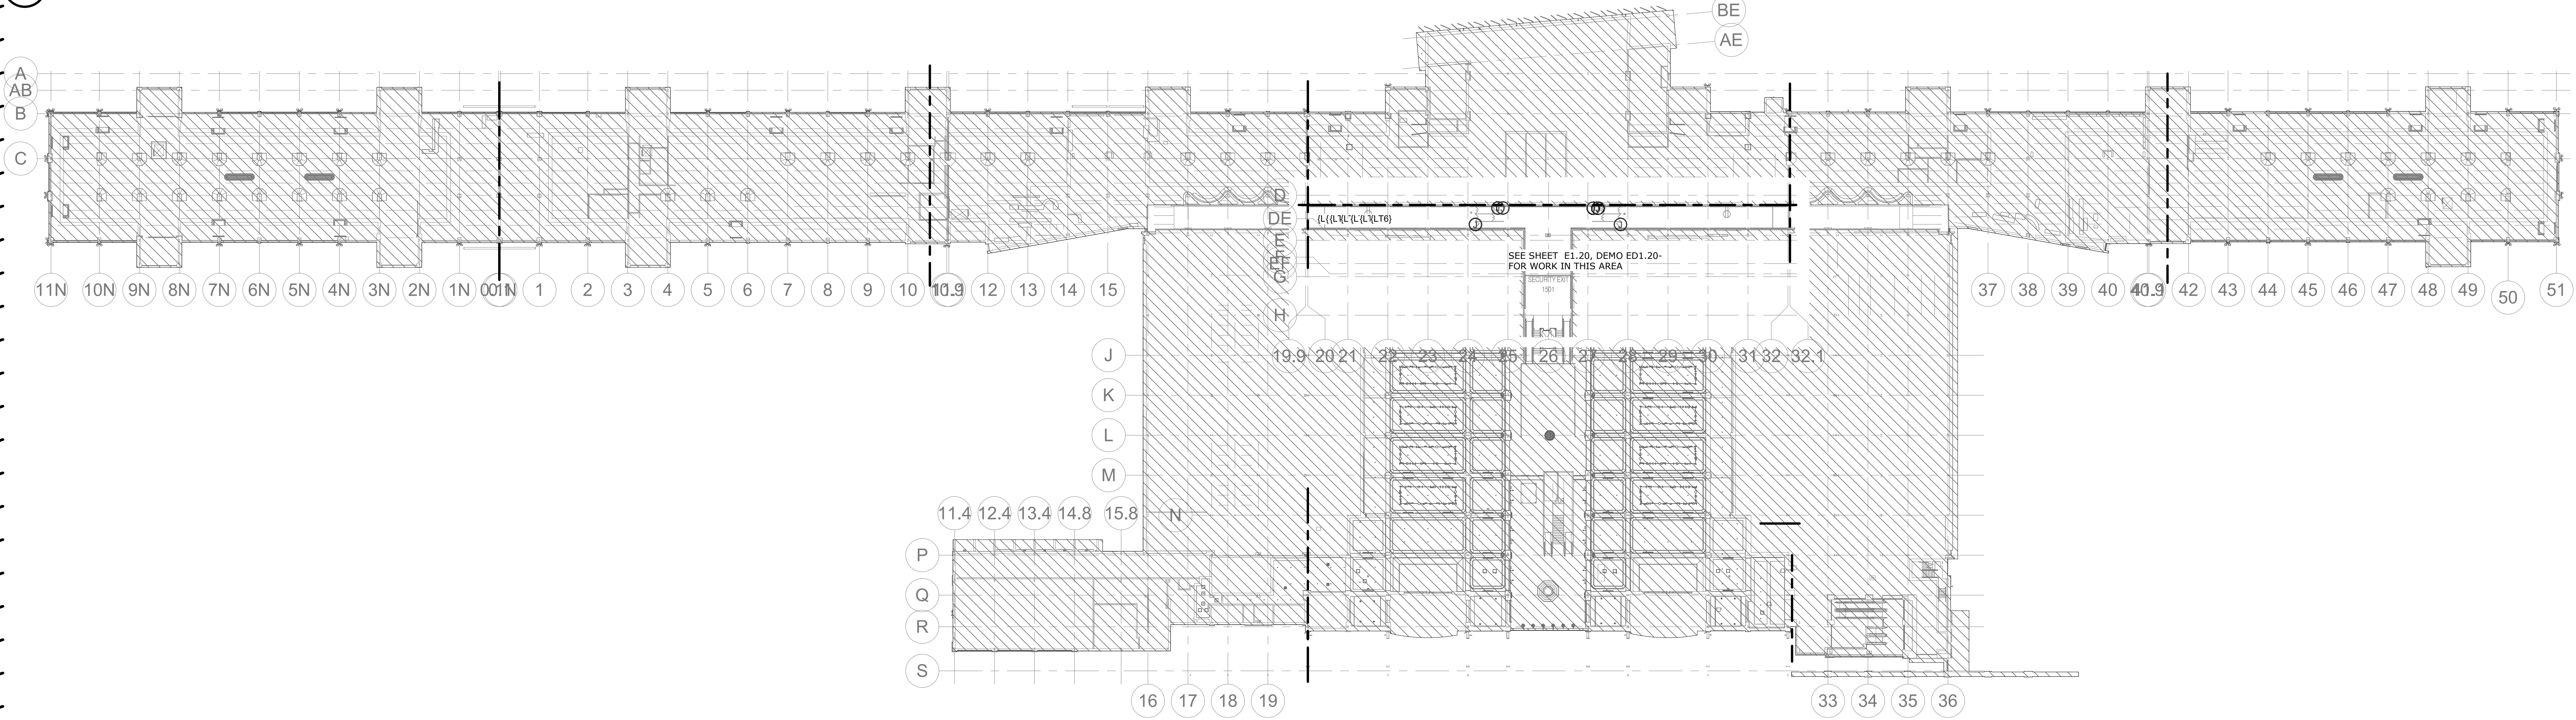 BE
AE
A
AB
B
C
D
DE
{L{{L{L{L{L{LT6}
E
G
H
SEE SHEET E1.20, DEMO ED1.20-
FOR WORK IN THIS AREA
SECURITY EXIT
1501
11N 10N 9N 8N 7N 6N 5N 4N 3N 2N 1N 1 2 3 4 5 6 7 8 9 10 12 13 14 15
37 38 39 40 42 43 44 45 46 47 48 49 50 51
19.9 20 21 22 23 24 25 26 27 28 29 30 31 32 32.1
J
K
L
M
11.4 12.4 13.4 14.8 15.8 N
P
Q
R
S
16 17 18 19
33 34 35 36